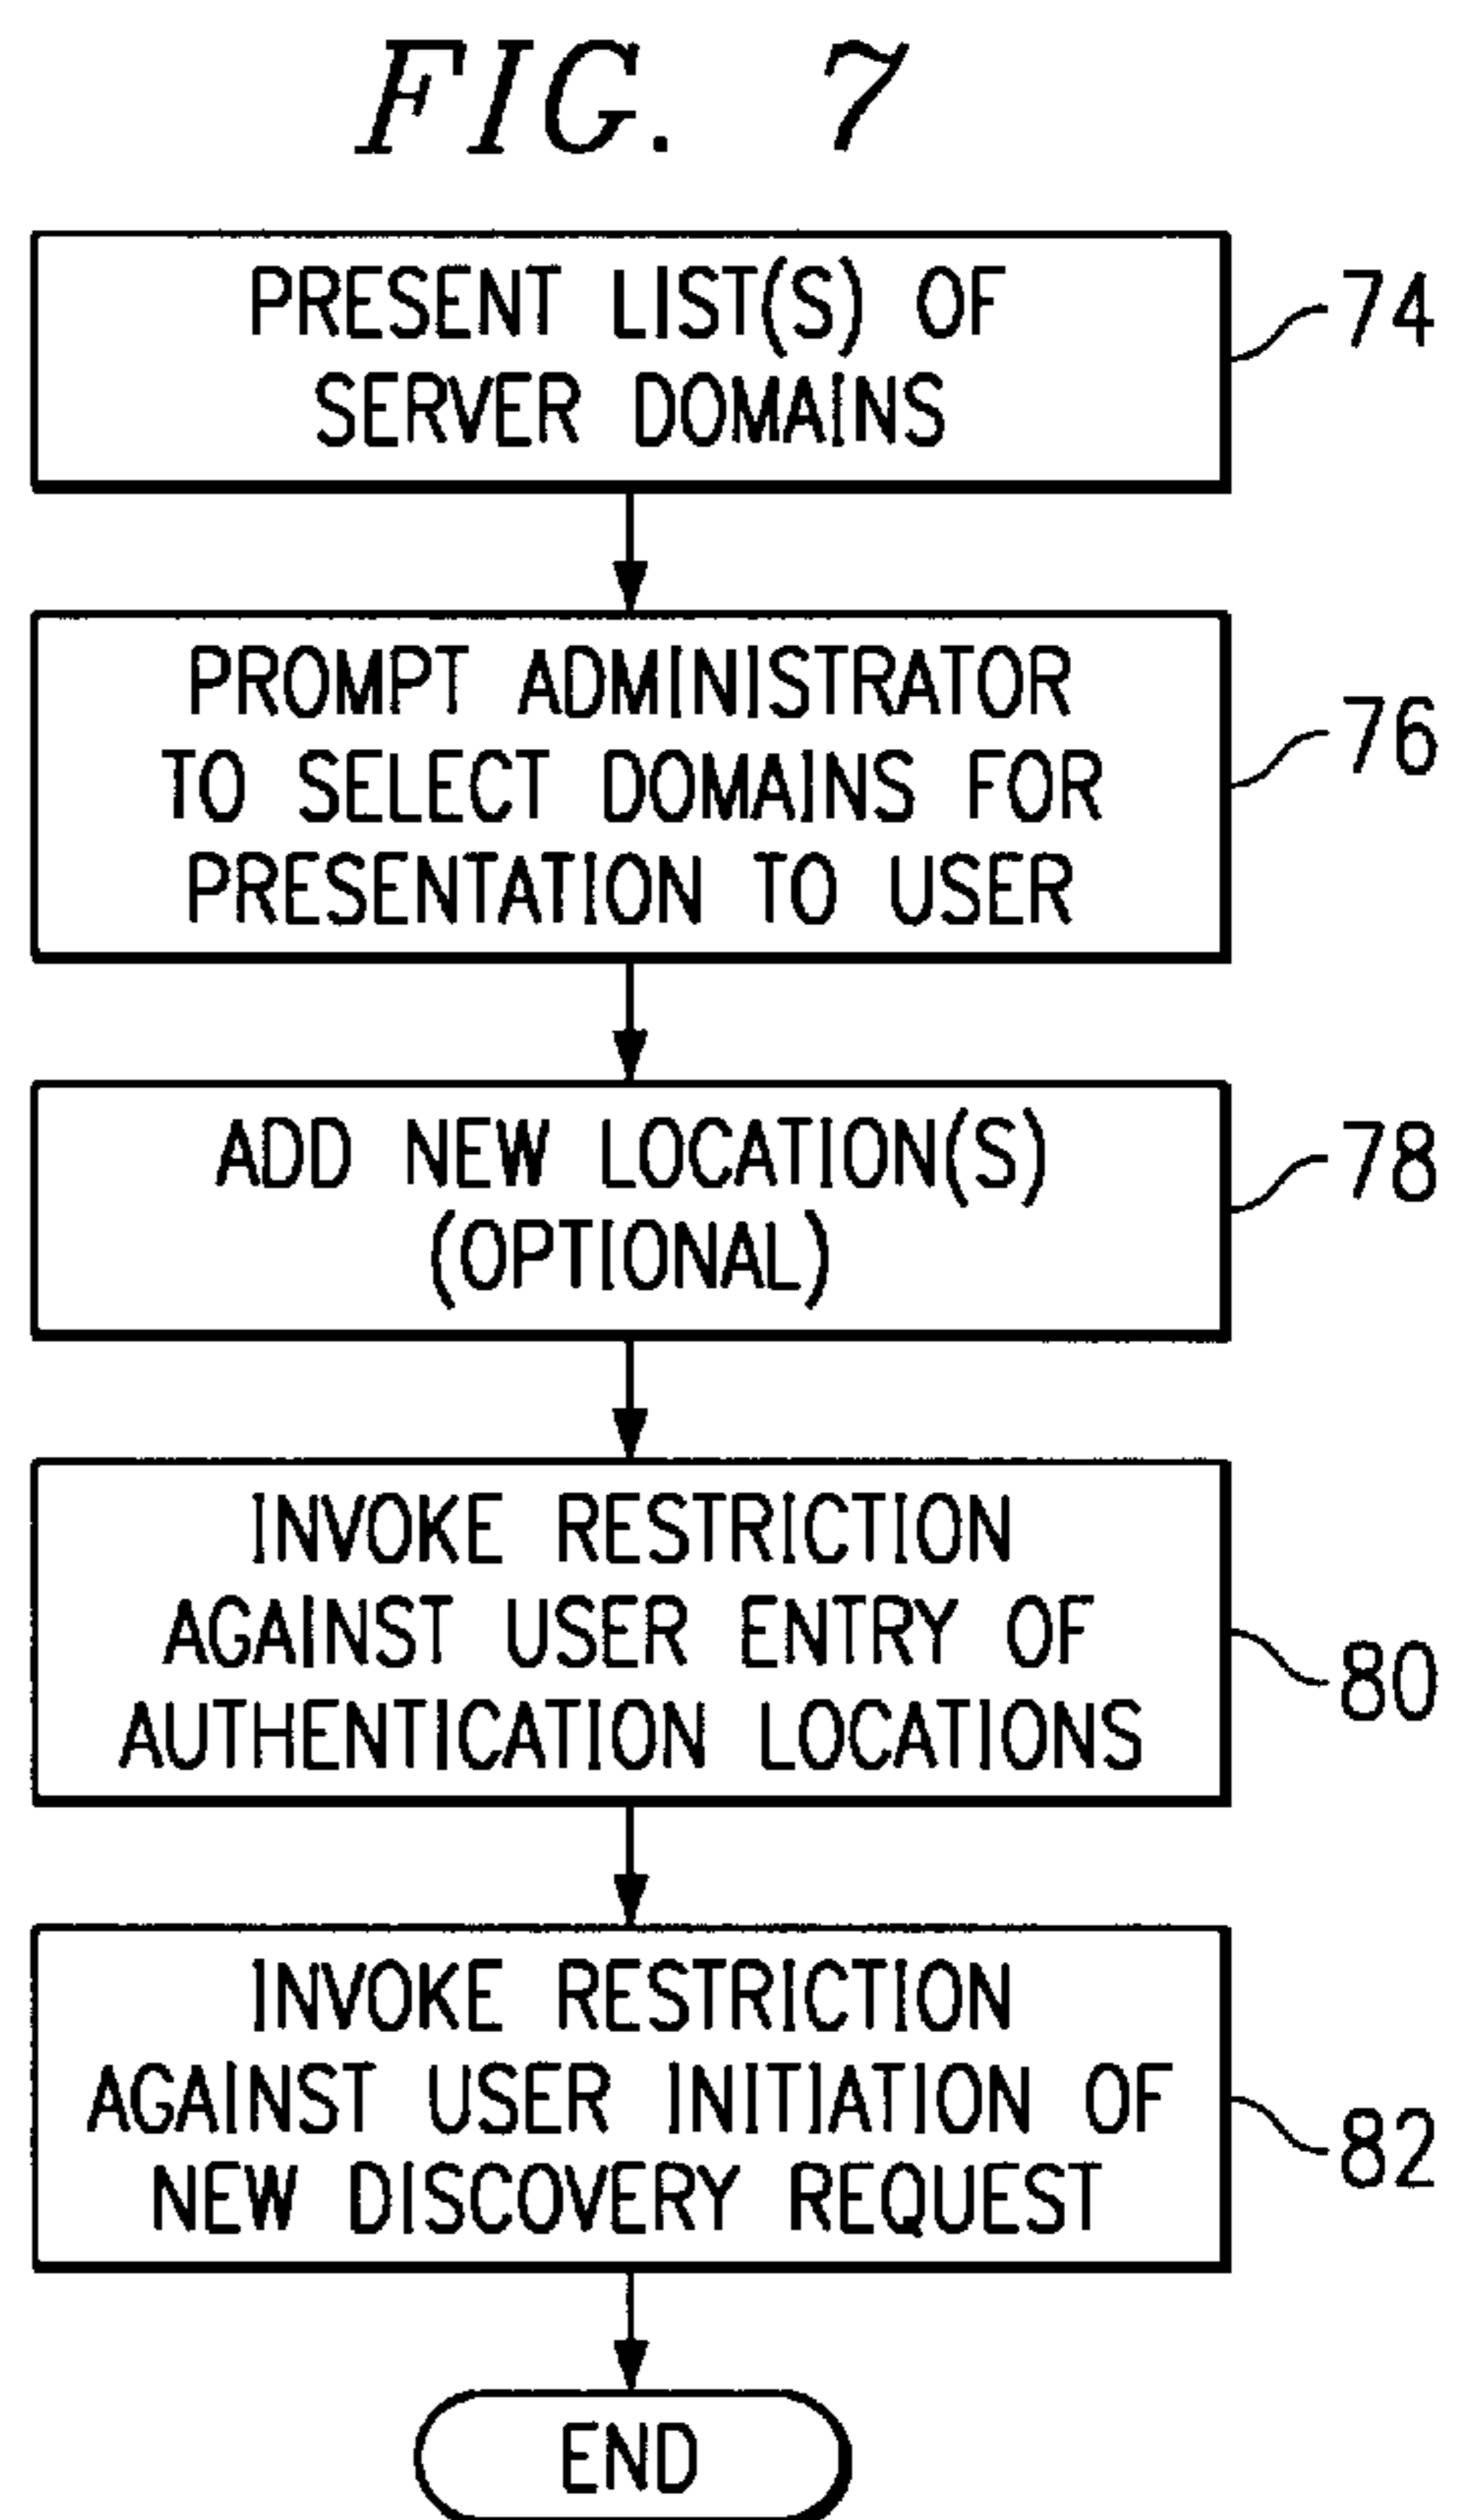 FIG. 7
PRESENT LIST(S) OF
SERVER DOMAINS
74
PROMPT ADMINISTRATOR
TO SELECT DOMAINS FOR
PRESENTATION TO USER
76
ADD NEW LOCATION(S)
(OPTIONAL)
78
INVOKE RESTRICTION
AGAINST USER ENTRY OF
AUTHENTICATION LOCATIONS
80
INVOKE RESTRICTION
AGAINST USER INITIATION OF
NEW DISCOVERY REQUEST
82
END